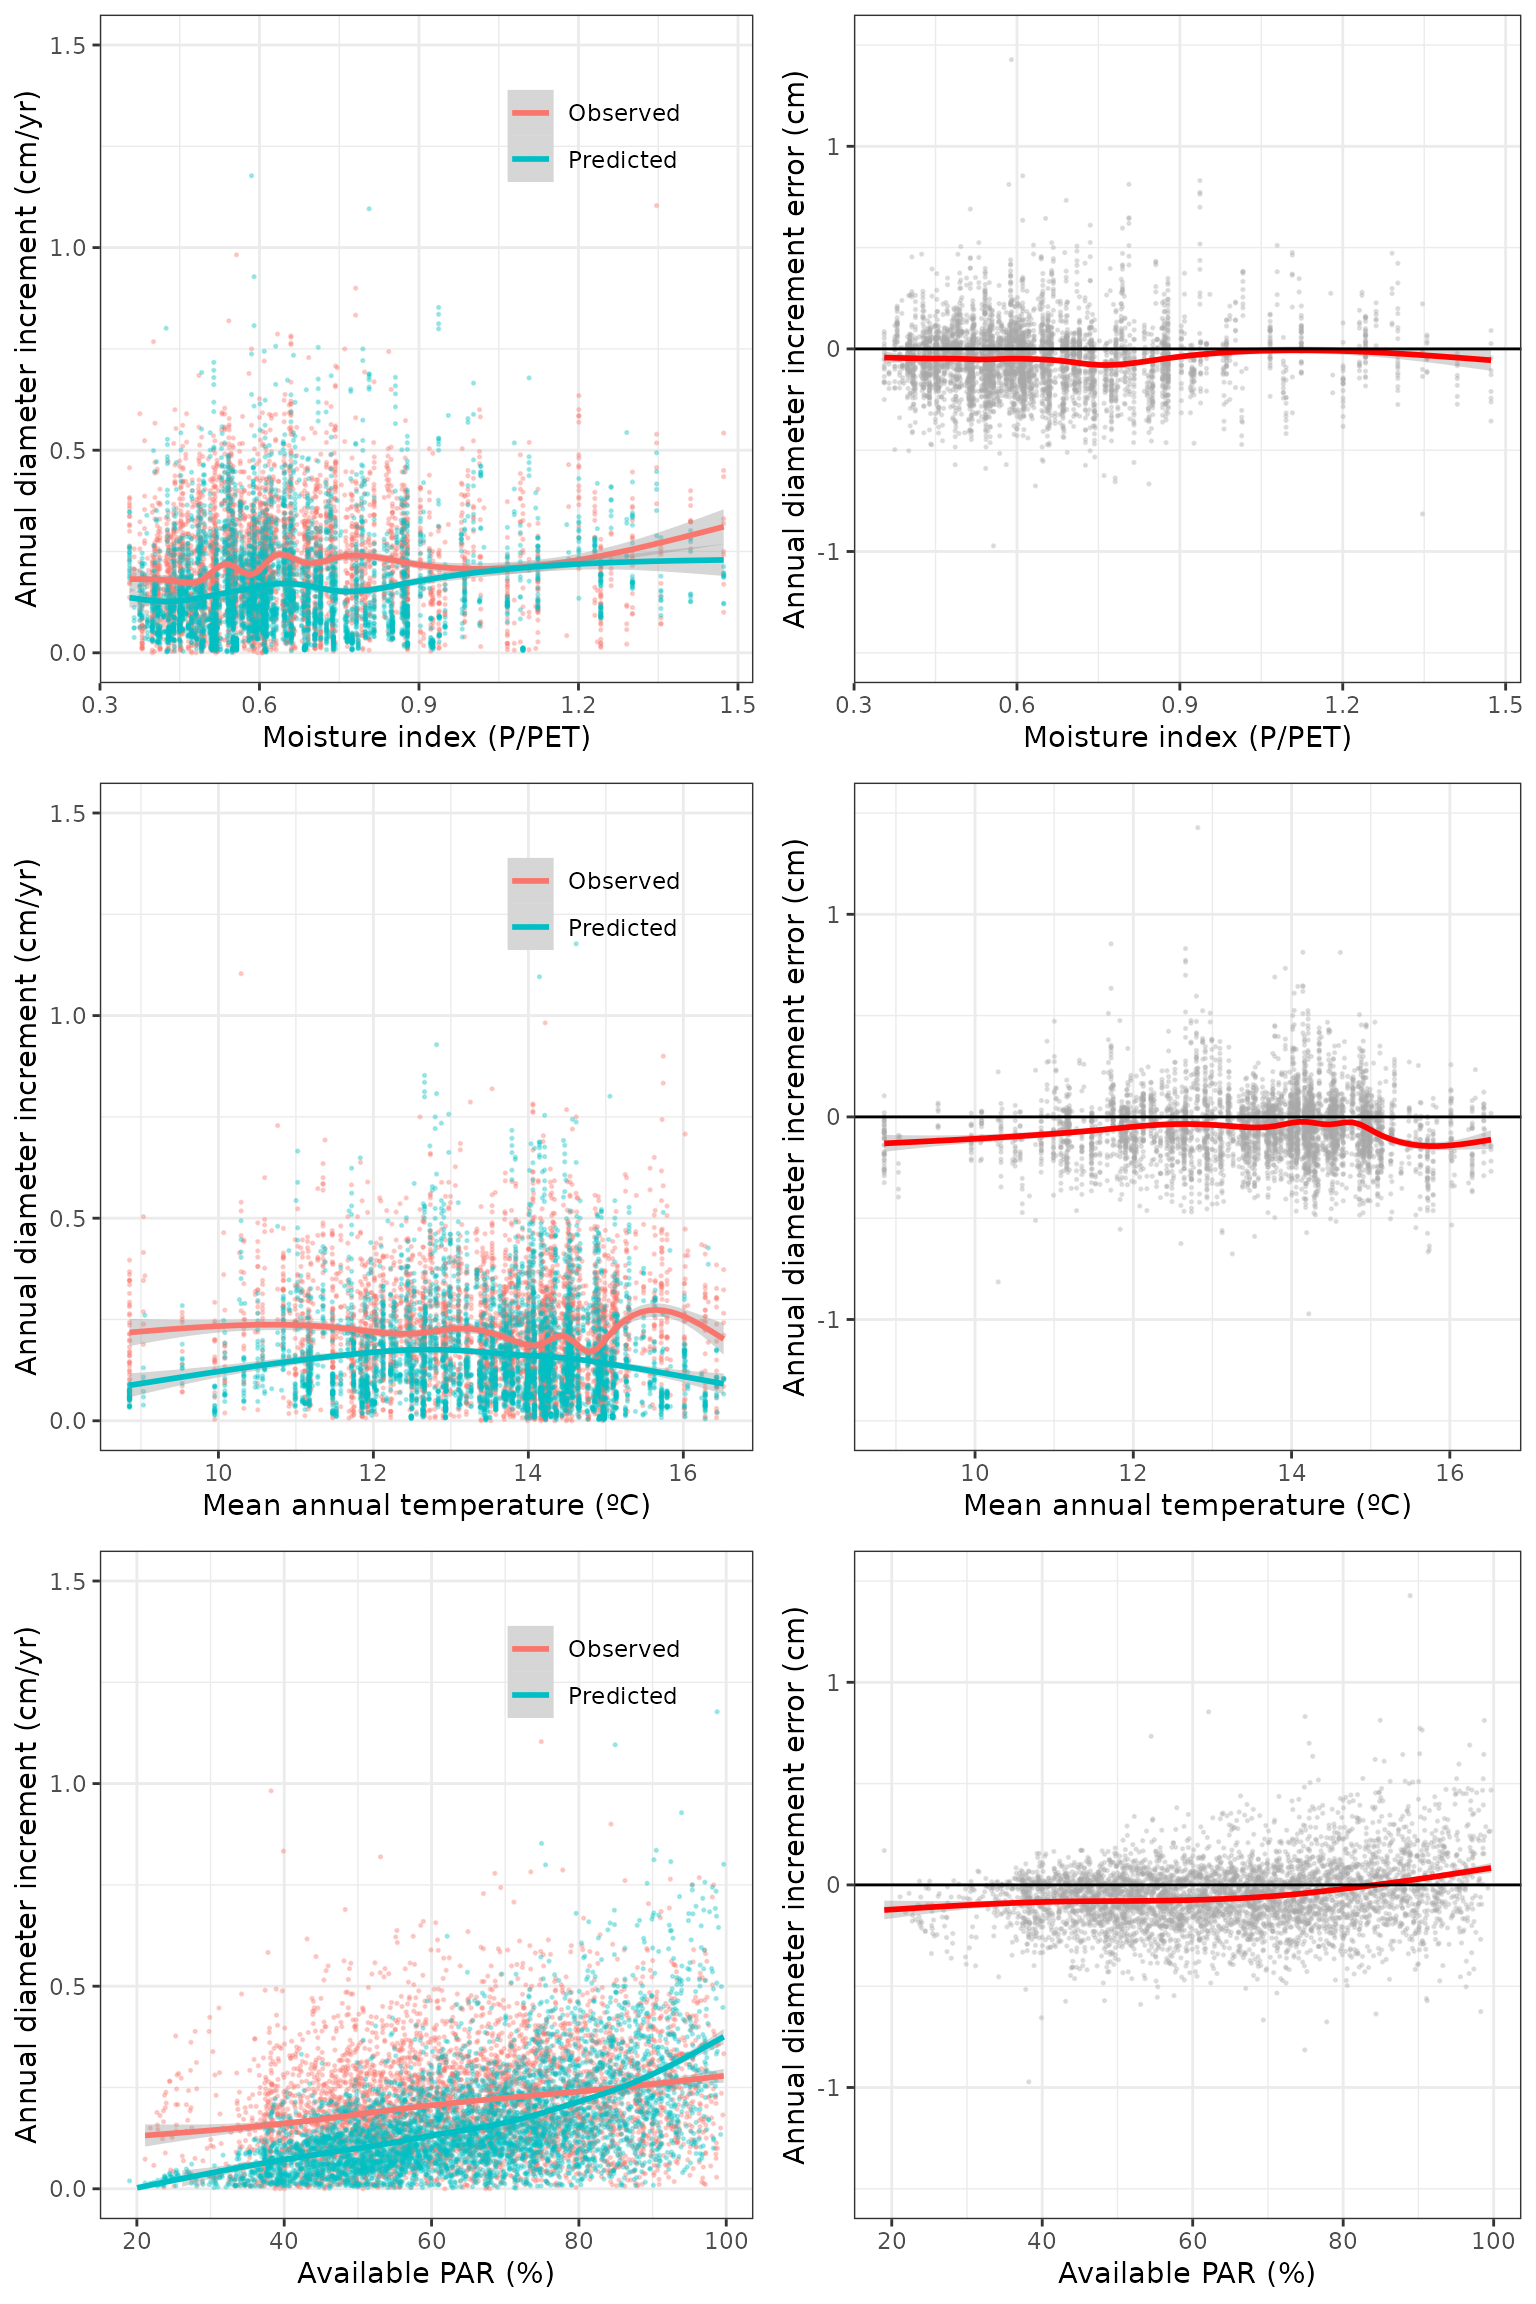 Annual diameter increment (cm/yr)
1.5
1.0
0.5
0.0
Observed
Predicted
0.3 0.6 0.9 1.2 1.5
Moisture index (P/PET)
Annual diameter increment error (cm)
1
0
-1
0.3 0.6 0.9 1.2 1.5
Moisture index (P/PET)
Annual diameter increment (cm/yr)
1.5
1.0
0.5
0.0
Observed
Predicted
10 12 14 16
Mean annual temperature (ºC)
Annual diameter increment error (cm)
1
0
-1
10 12 14 16
Mean annual temperature (ºC)
Annual diameter increment (cm/yr)
1.5
1.0
0.5
0.0
Observed
Predicted
20 40 60 80 100
Available PAR (%)
Annual diameter increment error (cm)
1
0
-1
20 40 60 80 100
Available PAR (%)